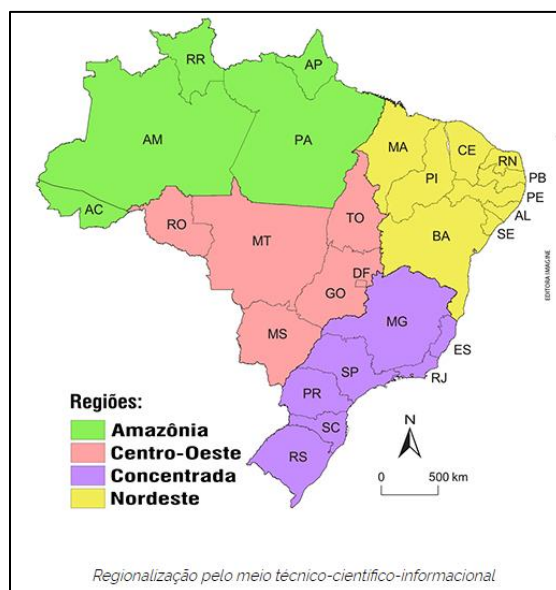 RR
AP
AM
PA
MA
CE
RN
PB
PI
PE
AL
SE
AC
RO
TO
MT
BA
DF
GO
MG
MS
ES
SP
RJ
PR
SC
RS
EDITORA IMAGINE
Regiões:
Amazônia
Centro-Oeste
Concentrada
Nordeste
N
0 500 km
Regionalização pelo meio técnico-científico-informacional